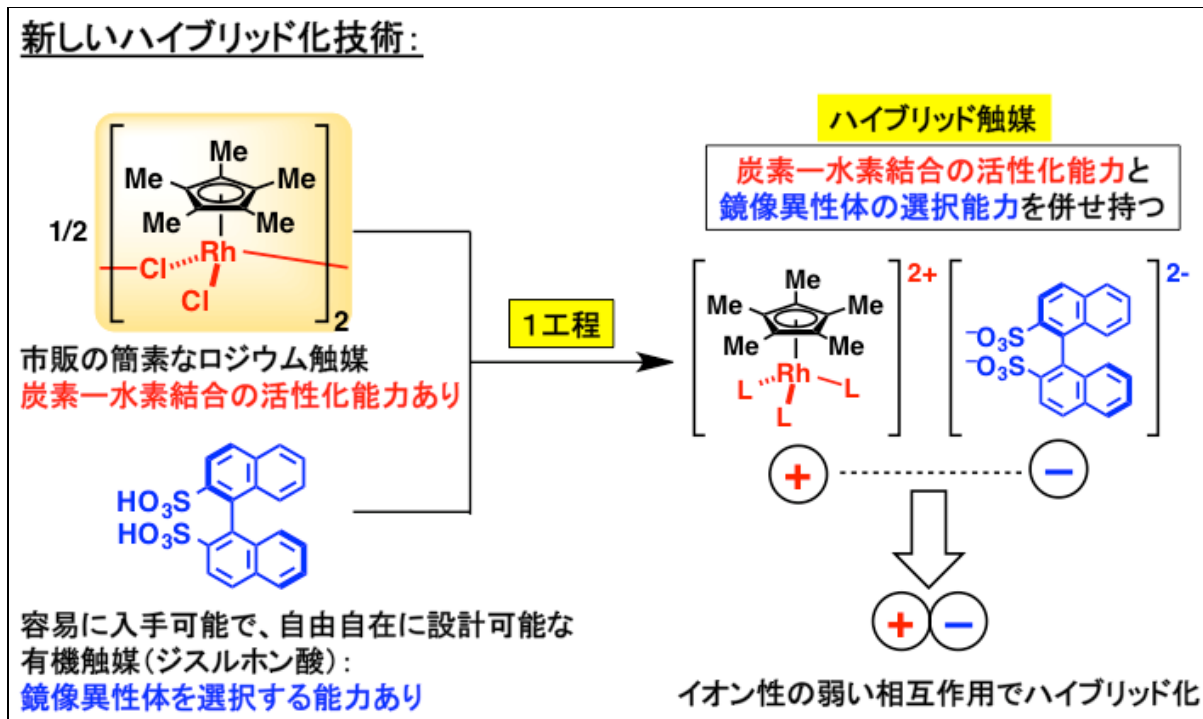 新しいハイブリッド化技術：
1/2
Me
Me
Me
Me
Me
Rh
Cl
Cl
2
市販の簡素なロジウム触媒
炭素ー水素結合の活性化能力あり
HO3S
HO3S
容易に入手可能で、自由自在に設計可能な
有機触媒（ジスルホン酸）：
鏡像異性体を選択する能力あり
1工程
ハイブリッド触媒
炭素ー水素結合の活性化能力と
鏡像異性体の選択能力を併せ持つ
Me
Me
Me
Me
Me
Rh
L
L
L
2+
−O3S
−O3S
2-
+
−
+
−
イオン性の弱い相互作用でハイブリッド化